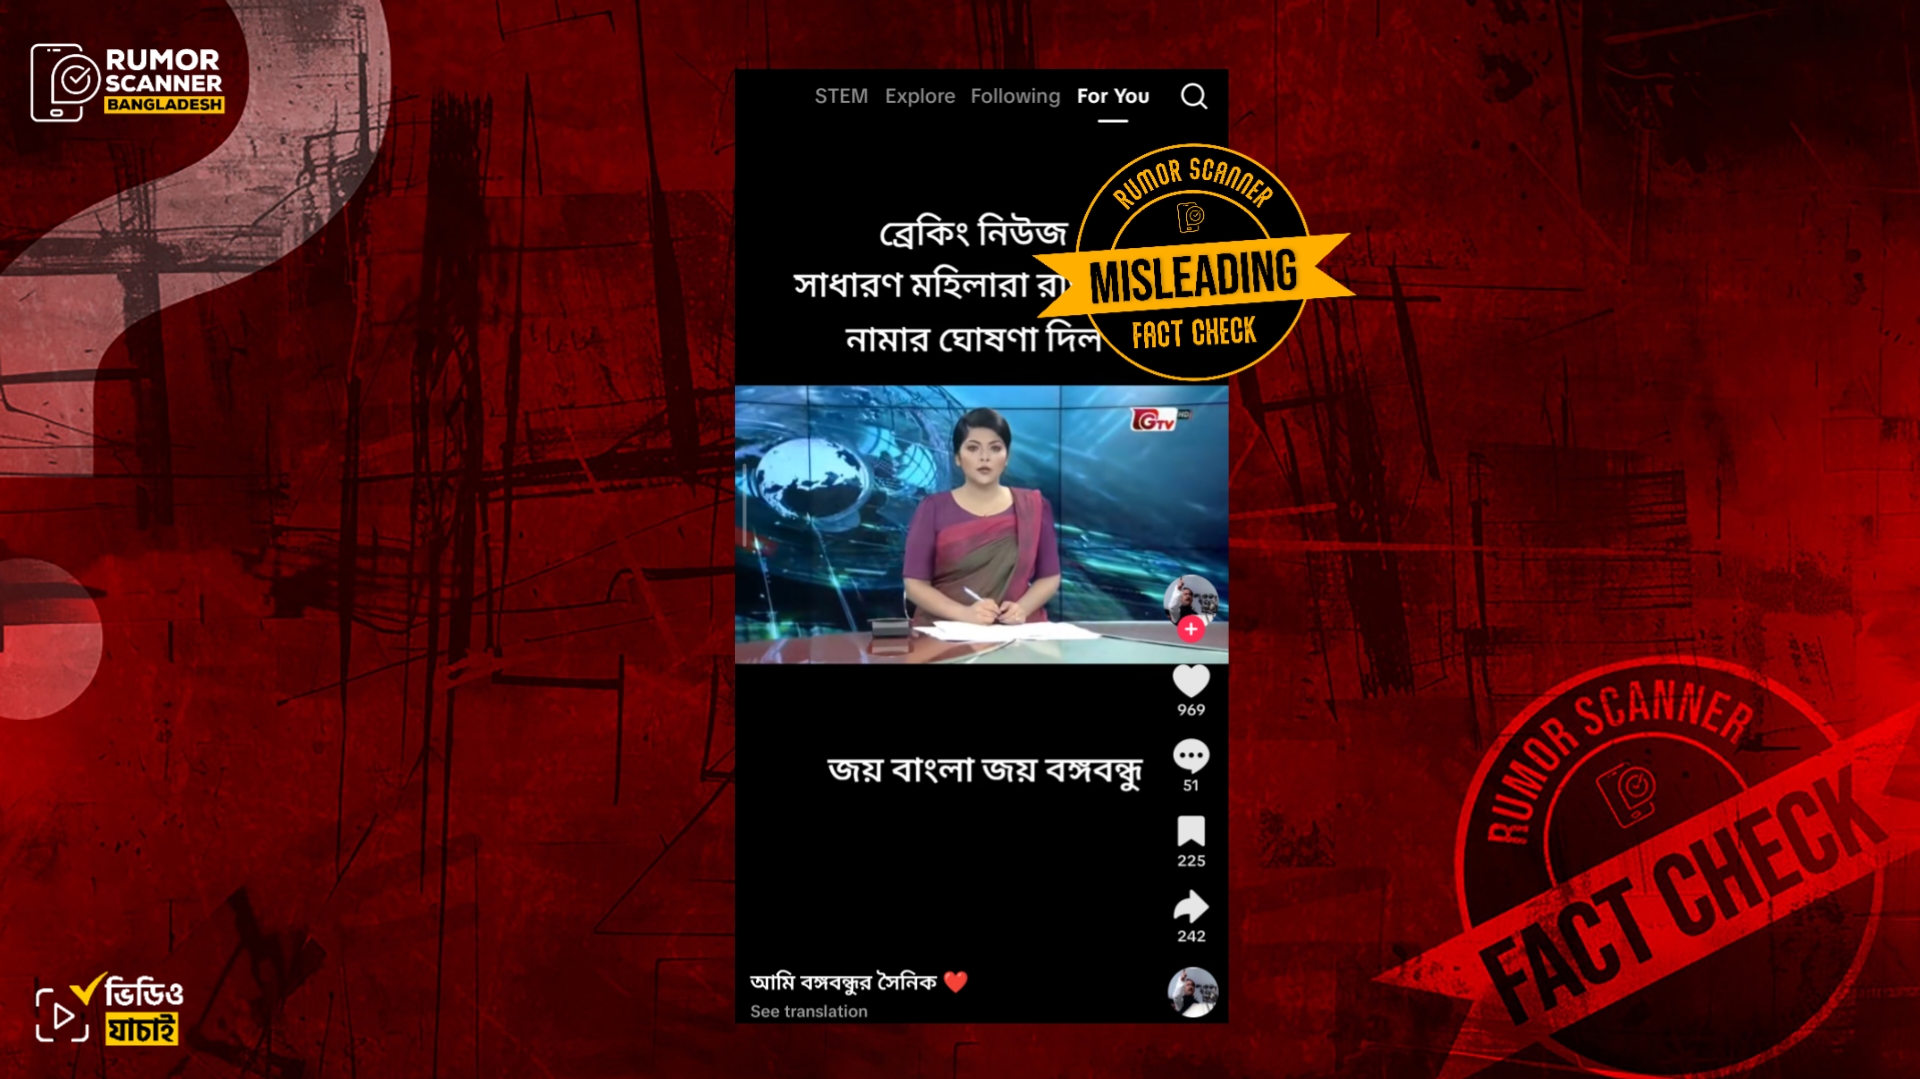 RUMOR
SCANNER
BANGLADESH
STEM Explore Following For You
RUMOR SCANNER
MISLEADING
FACT CHECK
ব্রেকিং নিউজ
সাধারণ মহিলারা
নামার ঘোষণা দিল
GTV HD
969
51
জয় বাংলা জয় বঙ্গবন্ধু
225
242
আমি বঙ্গবন্ধুর সৈনিক ❤️
See translation
ভিডিও
যাচাই
RUMOR SCANNER
FACT CHECK